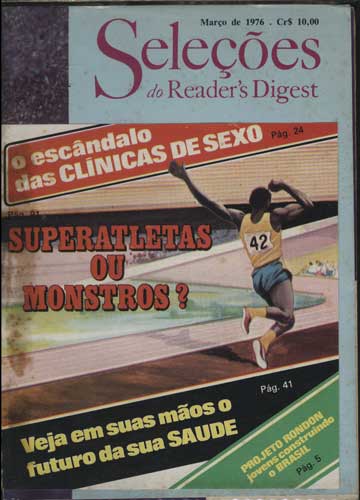 Março de 1976 . Cr$ 10,00
Seleções
do Reader's Digest
o escândalo
das CLÍNICAS DE SEXO Pág. 24
Pág. 91
SUPERATLETAS
OU
MONSTROS?
42
Pág. 41
Veja em suas mãos o
futuro da sua SAUDE
PROJETO RONDON
jovens construindo
o BRASIL
Pág. 5